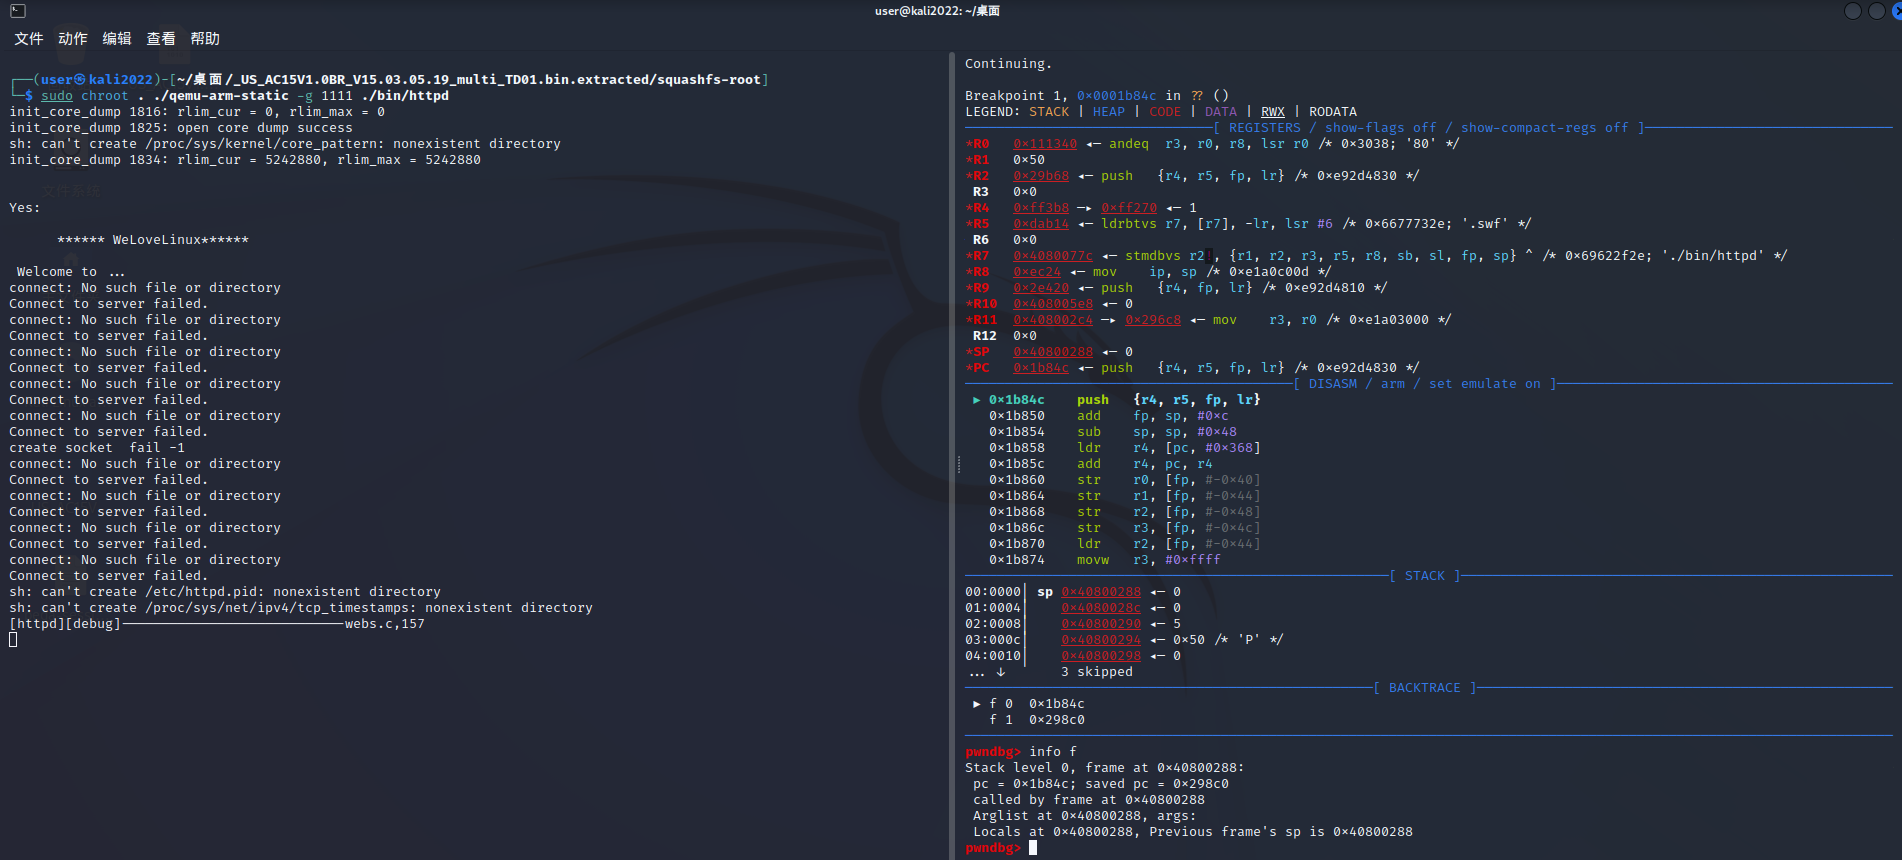 user@kali2022: ~/桌面
文件 动作 编辑 查看 帮助
┌──(user㉿kali2022)-[~/桌面/_US_AC15V1.0BR_V15.03.05.19_multi_TD01.bin.extracted/squashfs-root]
└─$ sudo chroot . ./qemu-arm-static -g 1111 ./bin/httpd
init_core_dump 1816: rlim_cur = 0, rlim_max = 0
init_core_dump 1825: open core dump success
sh: can't create /proc/sys/kernel/core_pattern: nonexistent directory
init_core_dump 1834: rlim_cur = 5242880, rlim_max = 5242880
文件系统
Yes:
****** WeLoveLinux******
Welcome to ...
connect: No such file or directory
Connect to server failed.
connect: No such file or directory
Connect to server failed.
connect: No such file or directory
Connect to server failed.
connect: No such file or directory
Connect to server failed.
connect: No such file or directory
Connect to server failed.
create socket  fail -1
connect: No such file or directory
Connect to server failed.
connect: No such file or directory
Connect to server failed.
connect: No such file or directory
Connect to server failed.
connect: No such file or directory
Connect to server failed.
sh: can't create /etc/httpd.pid: nonexistent directory
sh: can't create /proc/sys/net/ipv4/tcp_timestamps: nonexistent directory
[httpd][debug]----------------------------webs.c,157
Continuing.
Breakpoint 1, 0x0001b84c in ?? ()
LEGEND: STACK | HEAP | CODE | DATA | RWX | RODATA
[ REGISTERS / show-flags off / show-compact-regs off ]
*R0   0x111340 ◂— andeq  r3, r0, r8, lsr r0 /* 0x3038; '80' */
*R1   0x50
*R2   0x29b68 ◂— push   {r4, r5, fp, lr} /* 0xe92d4830 */
R3   0x0
*R4   0xff3b8 —▸ 0xff270 ◂— 1
*R5   0xdab14 ◂— ldrbtvs r7, [r7], -lr, lsr #6 /* 0x6677732e; '.swf' */
R6   0x0
*R7   0x4080077c ◂— stmdbvs r2!, {r1, r2, r3, r5, r8, sb, sl, fp, sp} ^ /* 0x69622f2e; './bin/httpd' */
*R8   0xec24 ◂— mov    ip, sp /* 0xe1a0c00d */
*R9   0x2e420 ◂— push   {r4, fp, lr} /* 0xe92d4810 */
*R10  0x408005e8 ◂— 0
*R11  0x408002c4 —▸ 0x296c8 ◂— mov    r3, r0 /* 0xe1a03000 */
R12  0x0
*SP   0x40800288 ◂— 0
*PC   0x1b84c ◂— push   {r4, r5, fp, lr} /* 0xe92d4830 */
[ DISASM / arm / set emulate on ]
► 0x1b84c    push   {r4, r5, fp, lr}
0x1b850    add    fp, sp, #0xc
0x1b854    sub    sp, sp, #0x48
0x1b858    ldr    r4, [pc, #0x368]
0x1b85c    add    r4, pc, r4
0x1b860    str    r0, [fp, #-0x40]
0x1b864    str    r1, [fp, #-0x44]
0x1b868    str    r2, [fp, #-0x48]
0x1b86c    str    r3, [fp, #-0x4c]
0x1b870    ldr    r2, [fp, #-0x44]
0x1b874    movw   r3, #0xffff
[ STACK ]
00:0000│ sp 0x40800288 ◂— 0
01:0004│    0x4080028c ◂— 0
02:0008│    0x40800290 ◂— 5
03:000c│    0x40800294 ◂— 0x50 /* 'P' */
04:0010│    0x40800298 ◂— 0
... ↓       3 skipped
[ BACKTRACE ]
► f 0  0x1b84c
f 1  0x298c0
pwndbg> info f
Stack level 0, frame at 0x40800288:
pc = 0x1b84c; saved pc = 0x298c0
called by frame at 0x40800288
Arglist at 0x40800288, args:
Locals at 0x40800288, Previous frame's sp is 0x40800288
pwndbg>